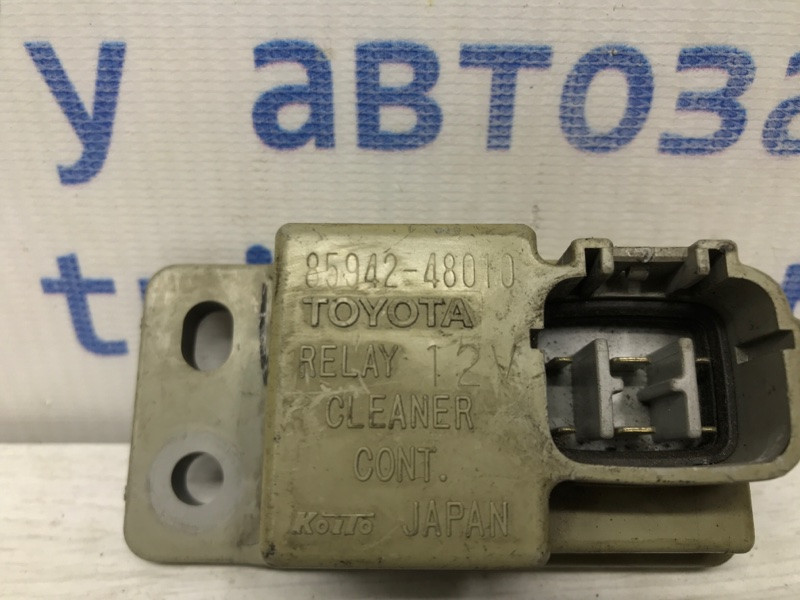 у автоза
85942-48010
TOYOTA
RELAY 12V
CLEANER
CONT.
KOITO JAPAN